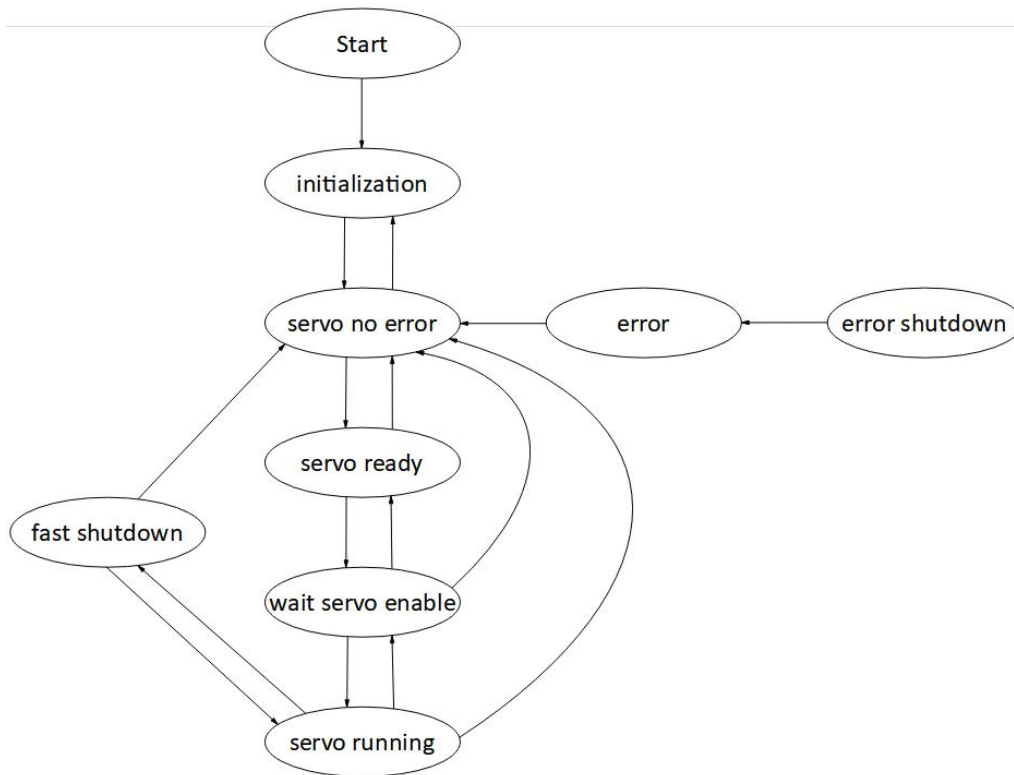 Start
initialization
servo no error
error
error shutdown
servo ready
fast shutdown
wait servo enable
servo running